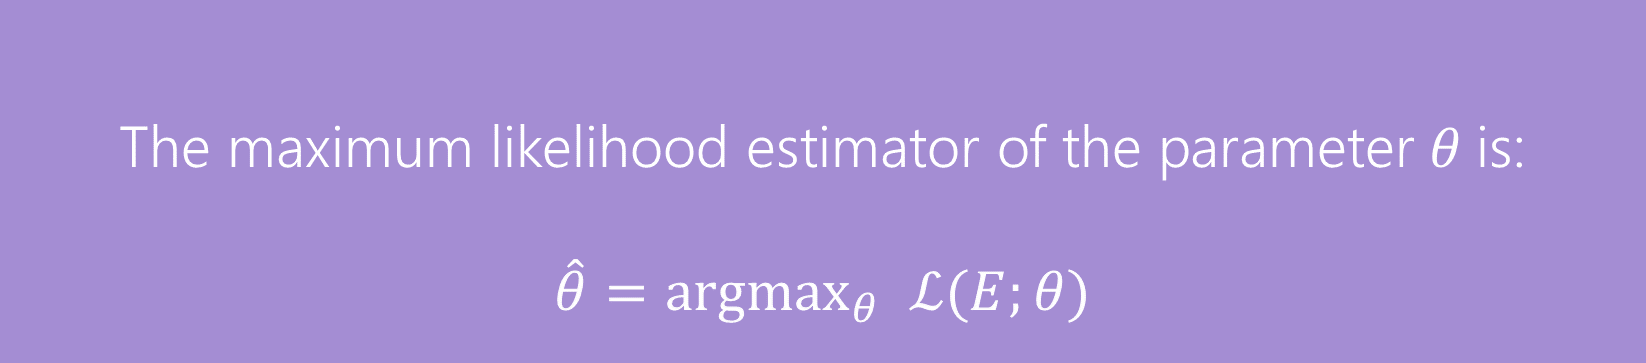 The maximum likelihood estimator of the parameter θ is:
θ̂ = argmax_θ ℒ(E; θ)